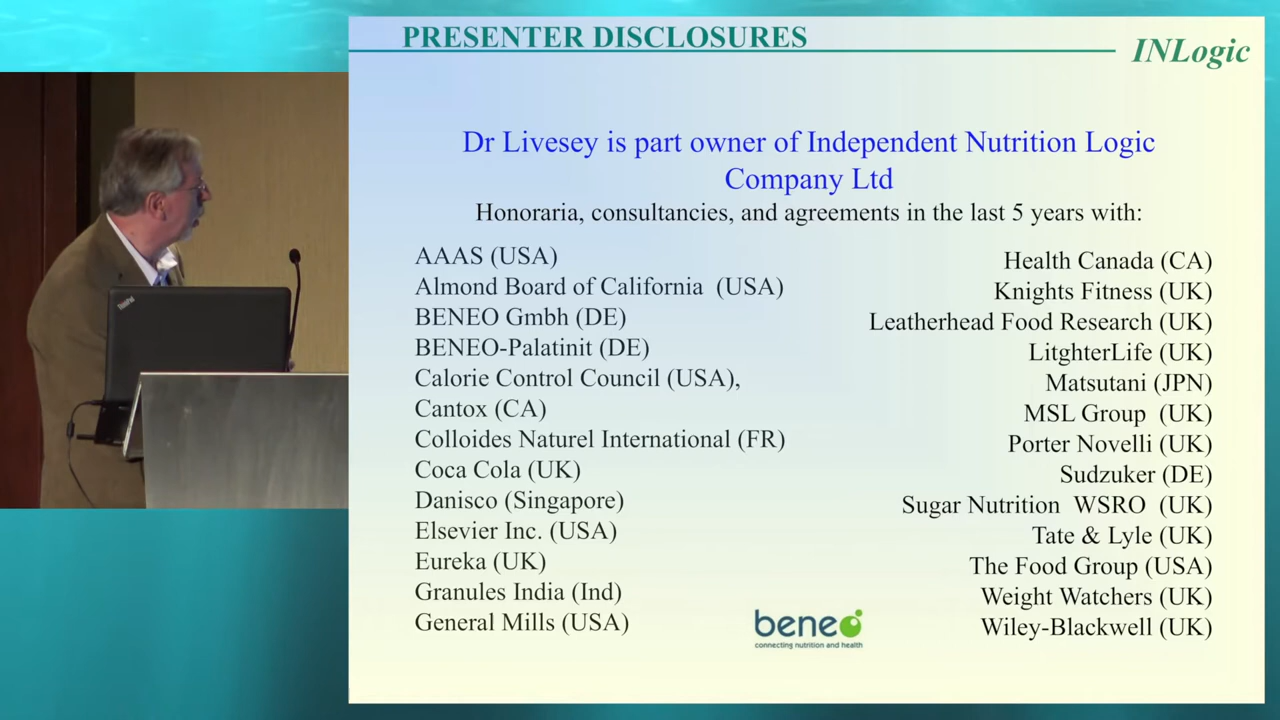 PRESENTER DISCLOSURES
INLogic
Dr Livesey is part owner of Independent Nutrition Logic
Company Ltd
Honoraria, consultancies, and agreements in the last 5 years with:
AAAS (USA)
Almond Board of California (USA)
BENEO Gmbh (DE)
BENEO-Palatinit (DE)
Calorie Control Council (USA),
Cantox (CA)
Colloides Naturel International (FR)
Coca Cola (UK)
Danisco (Singapore)
Elsevier Inc. (USA)
Eureka (UK)
Granules India (Ind)
General Mills (USA)
Health Canada (CA)
Knights Fitness (UK)
Leatherhead Food Research (UK)
LitghterLife (UK)
Matsutani (JPN)
MSL Group (UK)
Porter Novelli (UK)
Sudzuker (DE)
Sugar Nutrition WSRO (UK)
Tate & Lyle (UK)
The Food Group (USA)
Weight Watchers (UK)
Wiley-Blackwell (UK)
beneo
connecting nutrition and health
ThinkPad